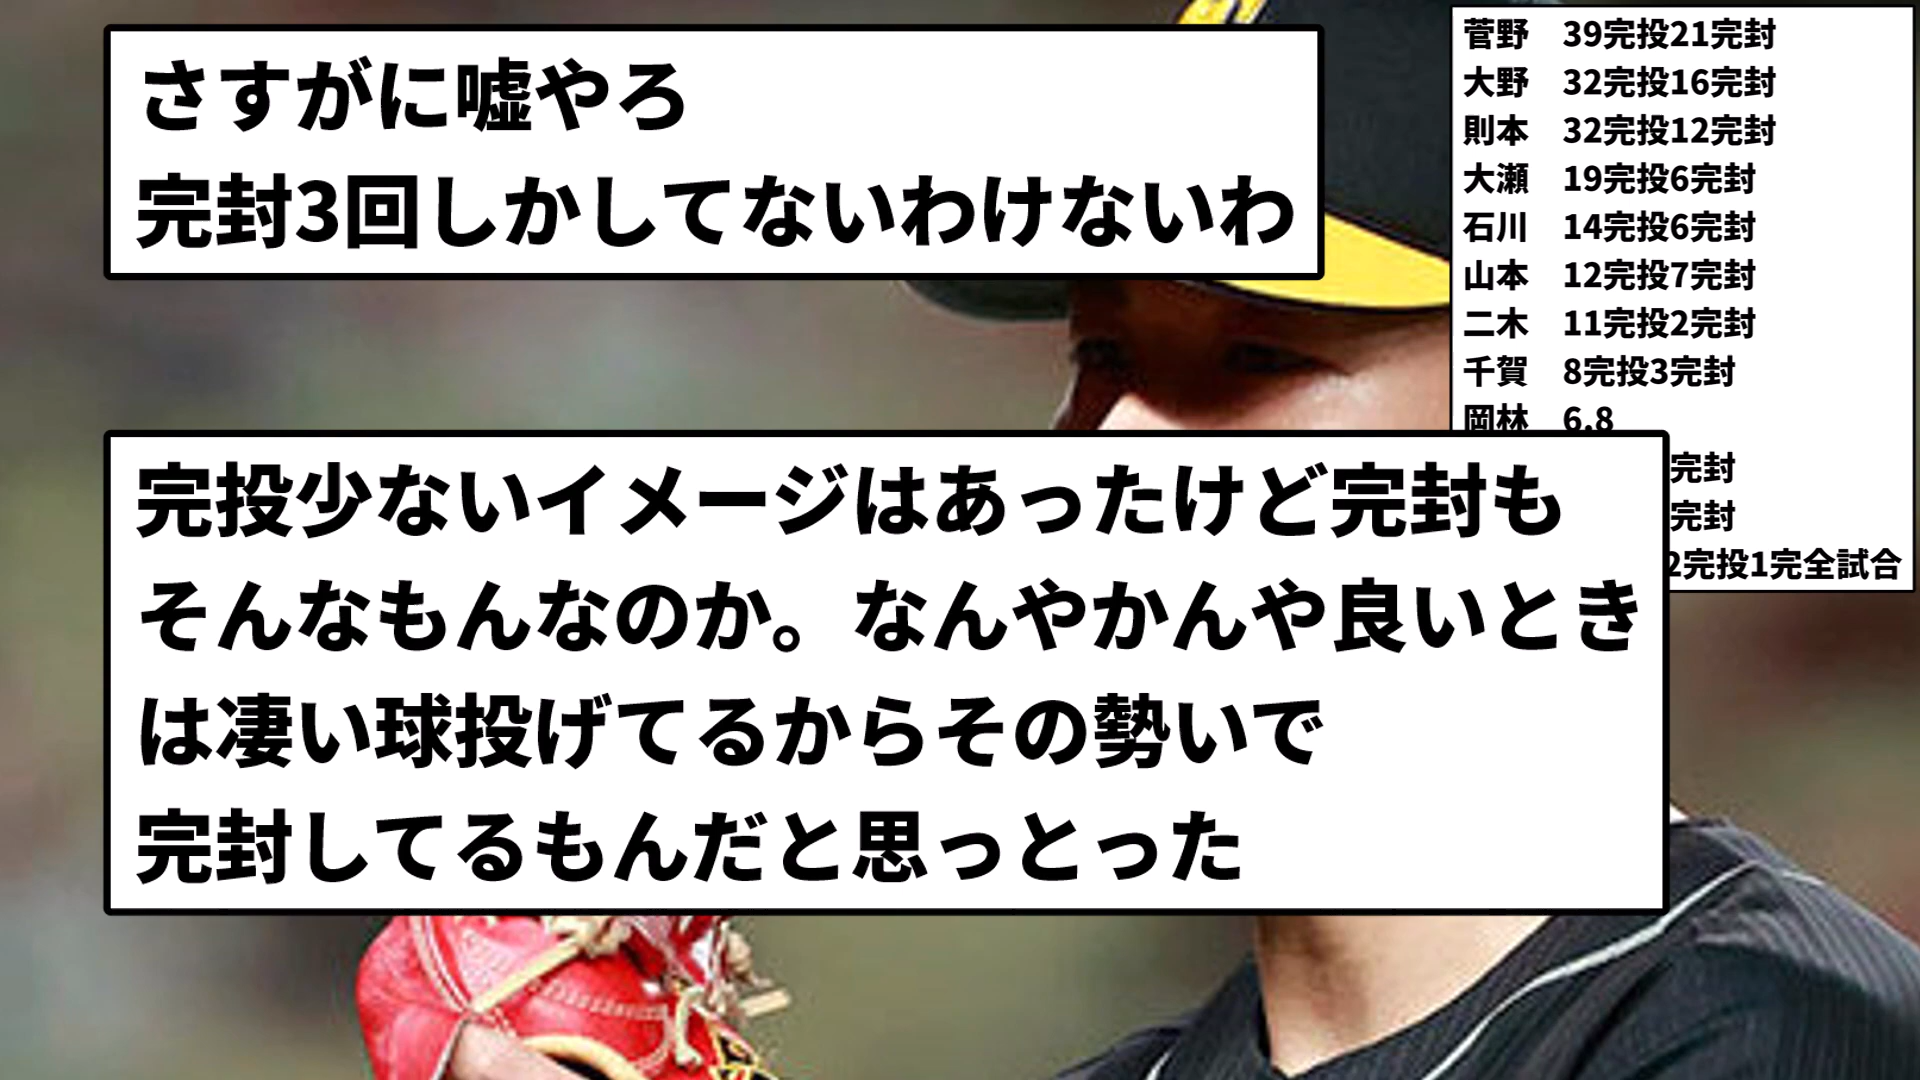 さすがに嘘やろ
完封3回しかしてないわけないわ
完投少ないイメージはあったけど完封も
そんなもんなのか。なんやかんや良いとき
は凄い球投げてるからその勢いで
完封してるもんだと思っとった
菅野 39完投21完封
大野 32完投16完封
則本 32完投12完封
大瀬 19完投6完封
石川 14完投6完封
山本 12完投7完封
二木 11完投2完封
千賀 8完投3完封
岡林 6.8
完封
完封
2完投1完全試合